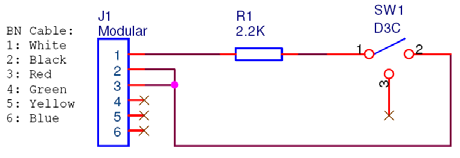 BN Cable:
1: White
2: Black
3: Red
4: Green
5: Yellow
6: Blue
J1
Modular
1
2
3
4
5
6
R1
2.2K
SW1
D3C
1
2
3